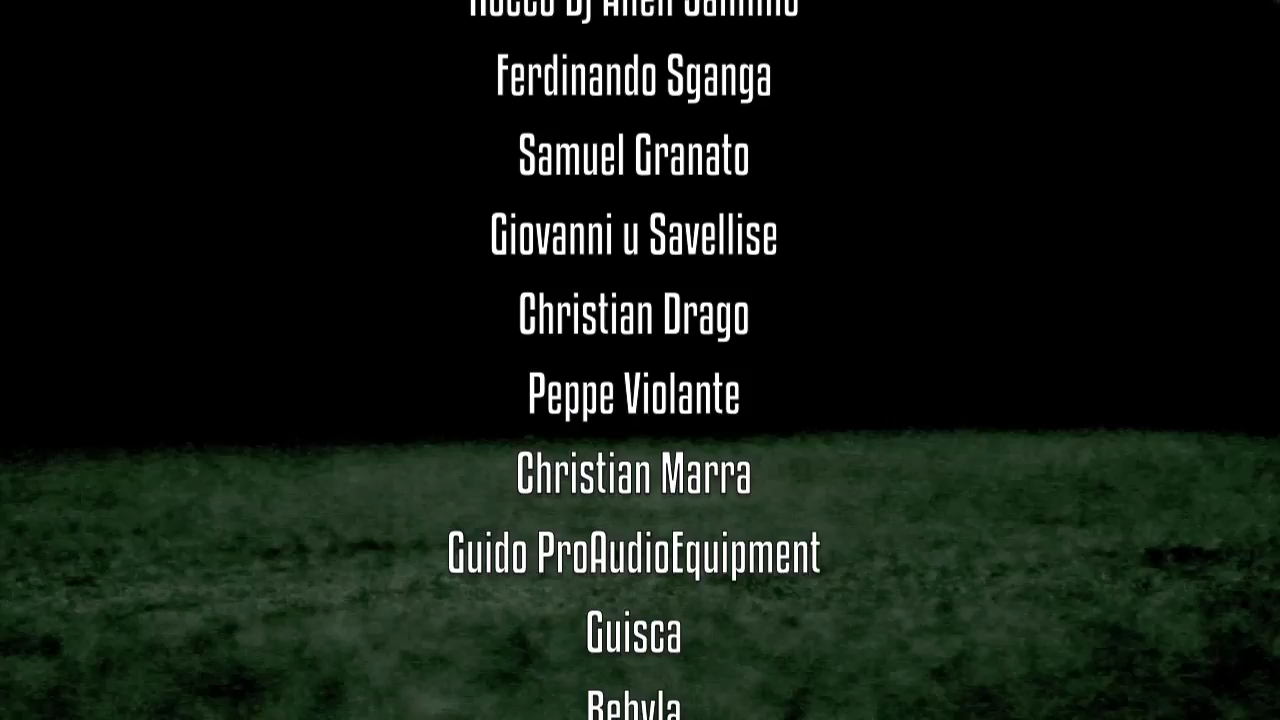 Ferdinando Sganga
Samuel Granato
Giovanni u Savellise
Christian Drago
Peppe Violante
Christian Marra
Guido ProAudioEquipment
Guisca